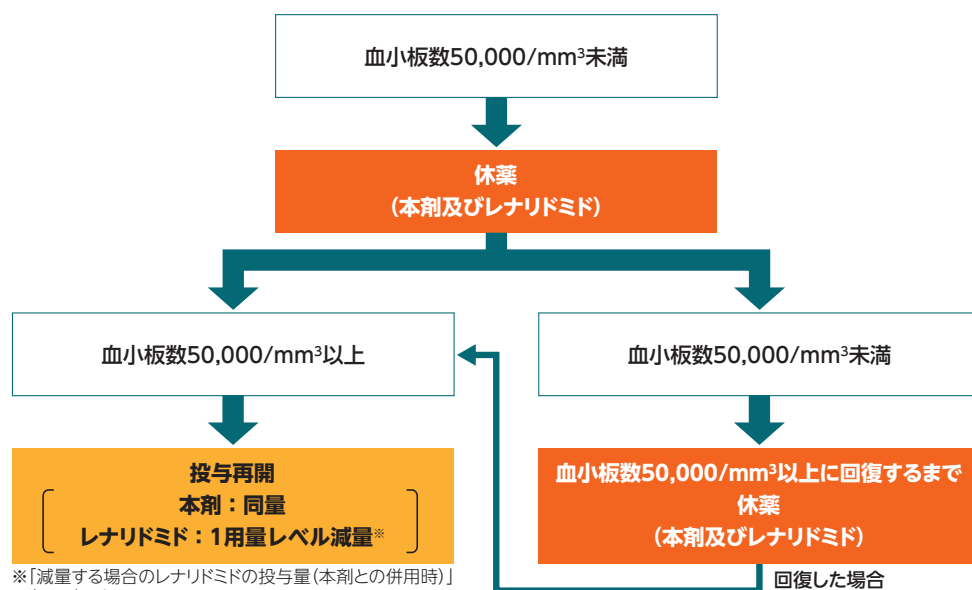 血小板数50,000/mm³未満
休薬
（本剤及びレナリドミド）
血小板数50,000/mm³以上
血小板数50,000/mm³未満
投与再開
本剤：同量
レナリドミド：1用量レベル減量※
血小板数50,000/mm³以上に回復するまで
休薬
（本剤及びレナリドミド）
※「減量する場合のレナリドミドの投与量（本剤との併用時）」
回復した場合